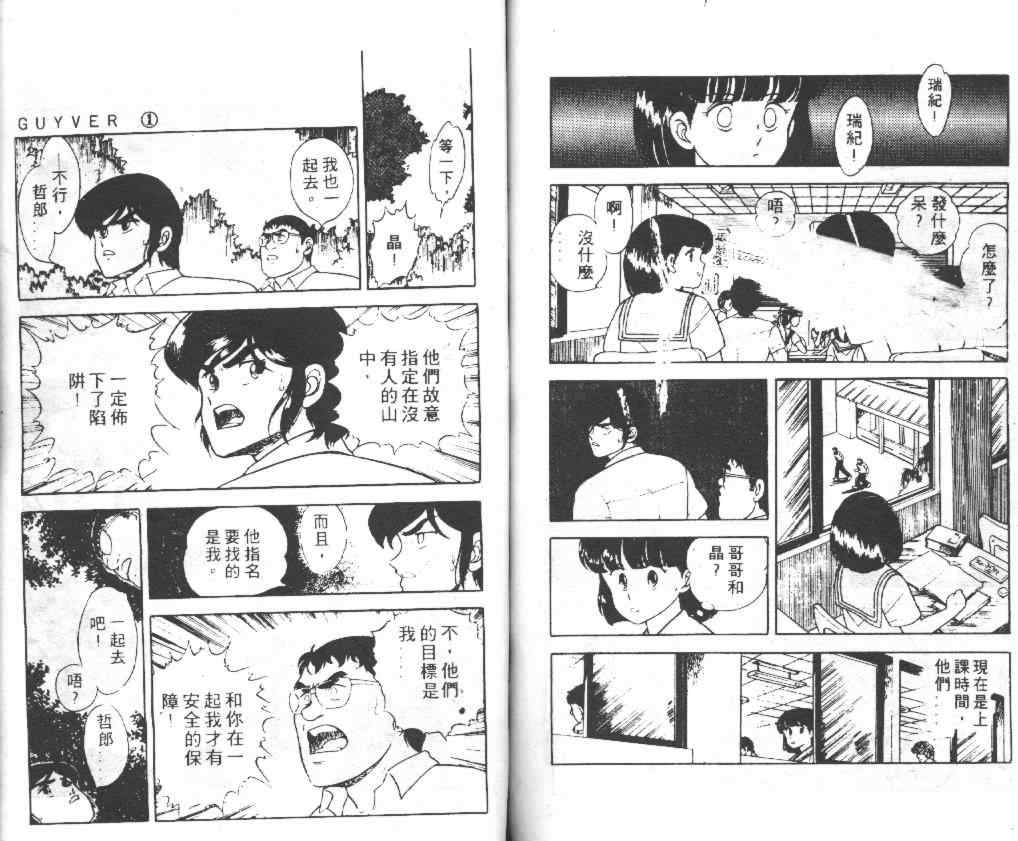 瑞紀！
瑞紀！
怎麼了？
發什麼
呆？
唔？
啊！
……
沒什麼
哥哥和
晶？
現在是上
課時間，
他們……
GUYVER ①
等一下，
晶！
我也一
起去。
……不行，
哲郎……
他們故意
指定在沒
有人的山
中，
一定佈
下了陷
阱！
而且，
他指名
要找的
是我。
一起去
吧！
唔？
哲郎……
不，他們
的目標是
我……
和你在一
起我才有
安全的保
障！